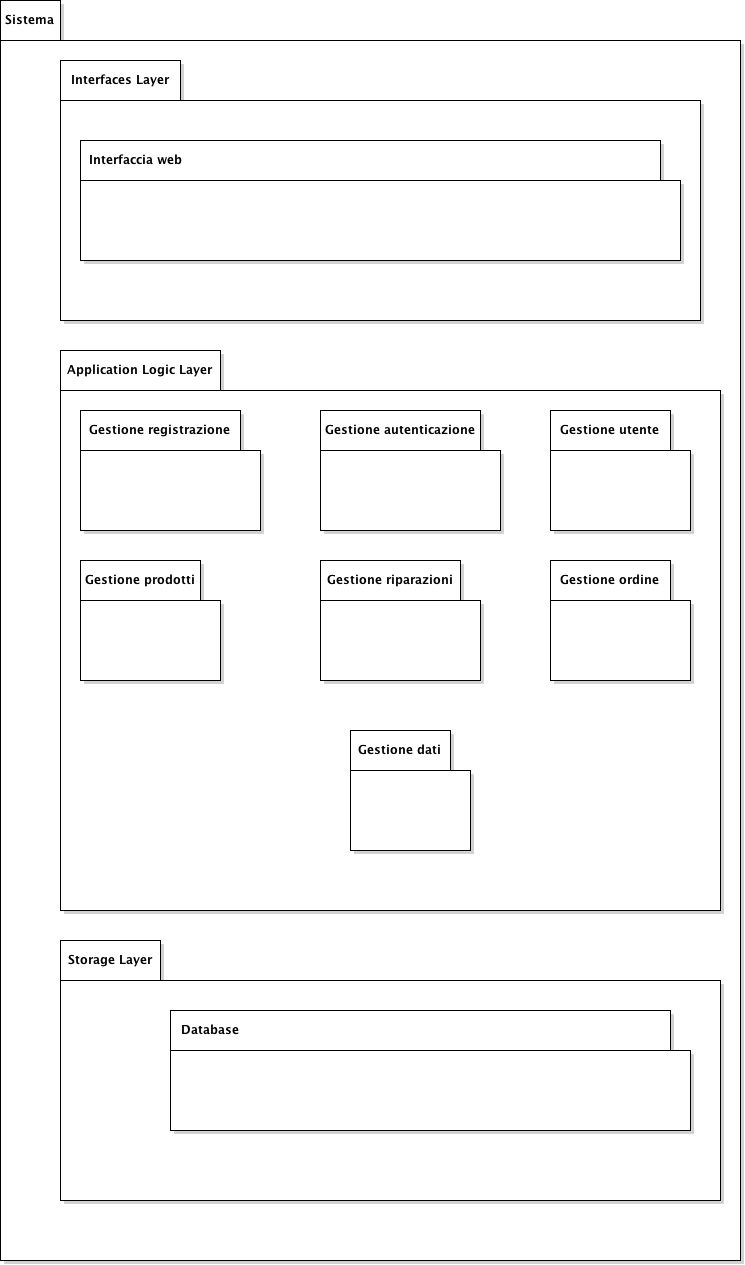 Sistema
Interfaces Layer
Interfaccia web
Application Logic Layer
Gestione registrazione
Gestione autenticazione
Gestione utente
Gestione prodotti
Gestione riparazioni
Gestione ordine
Gestione dati
Storage Layer
Database